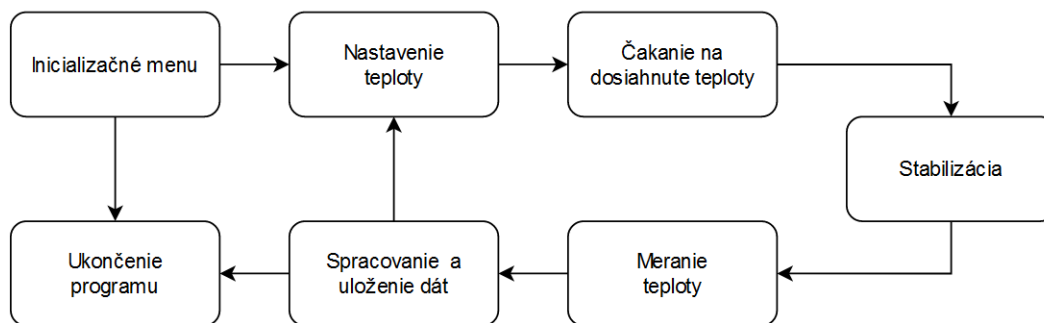 Inicializačné menu
Nastavenie
teploty
Čakanie na
dosiahnute teploty
Stabilizácia
Ukončenie
programu
Spracovanie a
uloženie dát
Meranie
teploty